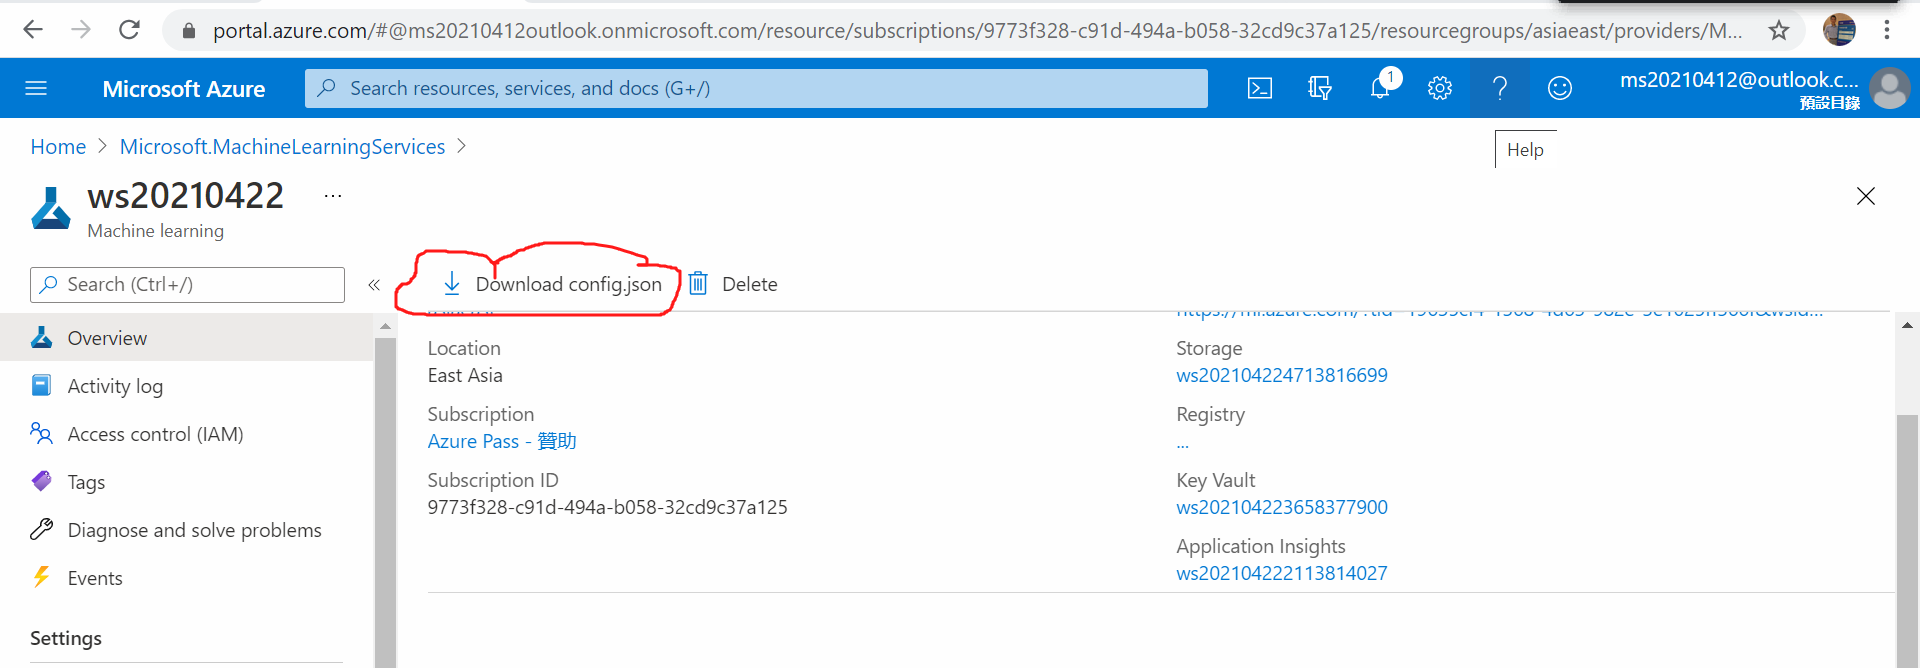 portal.azure.com/#@ms20210412outlook.onmicrosoft.com/resource/subscriptions/9773f328-c91d-494a-b058-32cd9c37a125/resourcegroups/asiaeast/providers/M...
Microsoft Azure
Search resources, services, and docs (G+/)
1
?
ms20210412@outlook.c...
預設目錄
Home > Microsoft.MachineLearningServices >
Help
ws20210422 ...
Machine learning
Search (Ctrl+/)
«
Download config.json
Delete
Overview
Activity log
Access control (IAM)
Tags
Diagnose and solve problems
Events
Settings
Location
East Asia
Subscription
Azure Pass - 贊助
Subscription ID
9773f328-c91d-494a-b058-32cd9c37a125
Storage
ws202104224713816699
Registry
...
Key Vault
ws202104223658377900
Application Insights
ws202104222113814027